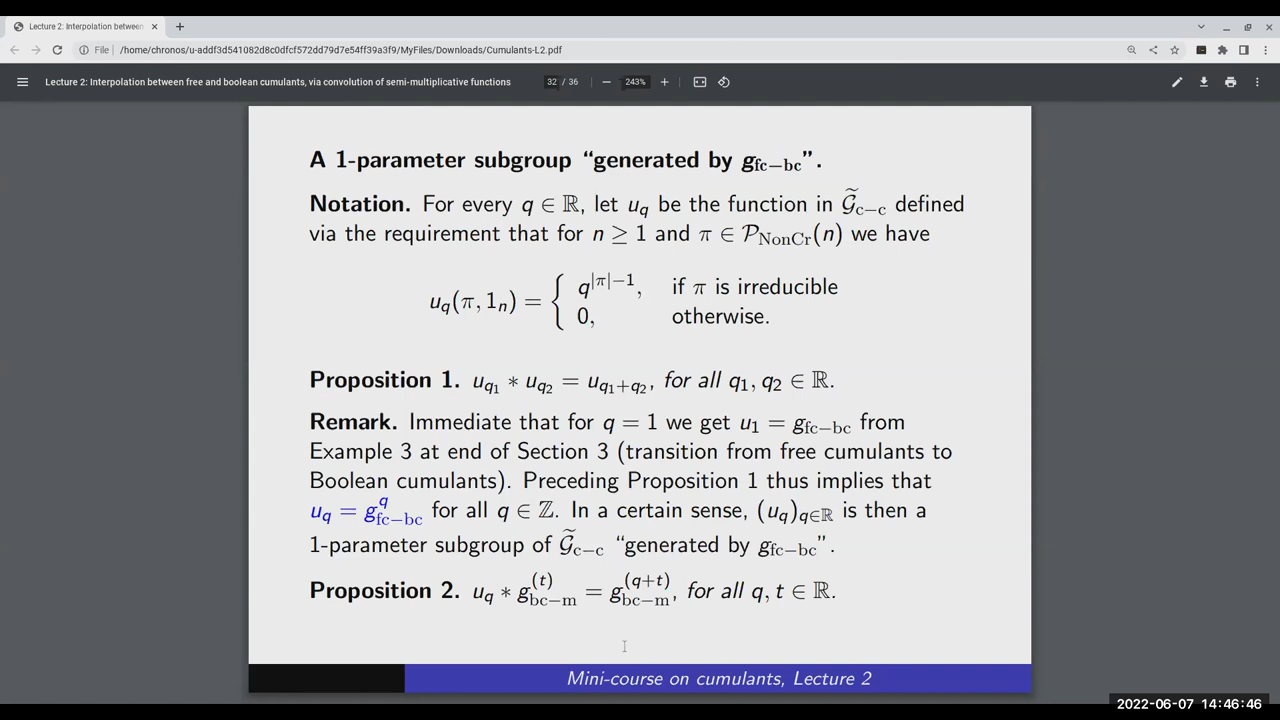 Lecture 2: Interpolation between
File | /home/chronos/u-addf3d541082d8c0dfcf572dd79d7e54ff39a3f9/MyFiles/Downloads/Cumulants-L2.pdf
Lecture 2: Interpolation between free and boolean cumulants, via convolution of semi-multiplicative functions 32 / 36 − 243% +
A 1-parameter subgroup “generated by g_{fc−bc}”.
Notation. For every q ∈ ℝ, let u_q be the function in 𝒢̃_{c−c} defined
via the requirement that for n ≥ 1 and π ∈ 𝒫_{NonCr}(n) we have
u_q(π, 1_n) = { q^{|π|−1}, if π is irreducible
0, otherwise.
Proposition 1. u_{q1} ∗ u_{q2} = u_{q1+q2}, for all q1, q2 ∈ ℝ.
Remark. Immediate that for q = 1 we get u_1 = g_{fc−bc} from
Example 3 at end of Section 3 (transition from free cumulants to
Boolean cumulants). Preceding Proposition 1 thus implies that
u_q = g^q_{fc−bc} for all q ∈ ℤ. In a certain sense, (u_q)_{q∈ℝ} is then a
1-parameter subgroup of 𝒢̃_{c−c} “generated by g_{fc−bc}”.
Proposition 2. u_q ∗ g^{(t)}_{bc−m} = g^{(q+t)}_{bc−m}, for all q, t ∈ ℝ.
Mini-course on cumulants, Lecture 2
2022-06-07 14:46:46